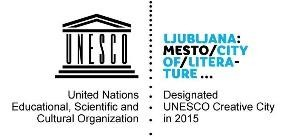 UNESCO
United Nations
Educational, Scientific and
Cultural Organization
LJUBLJANA:
MESTO/CITY
OF/LITERA-
TURE ...
Designated
UNESCO Creative City
in 2015